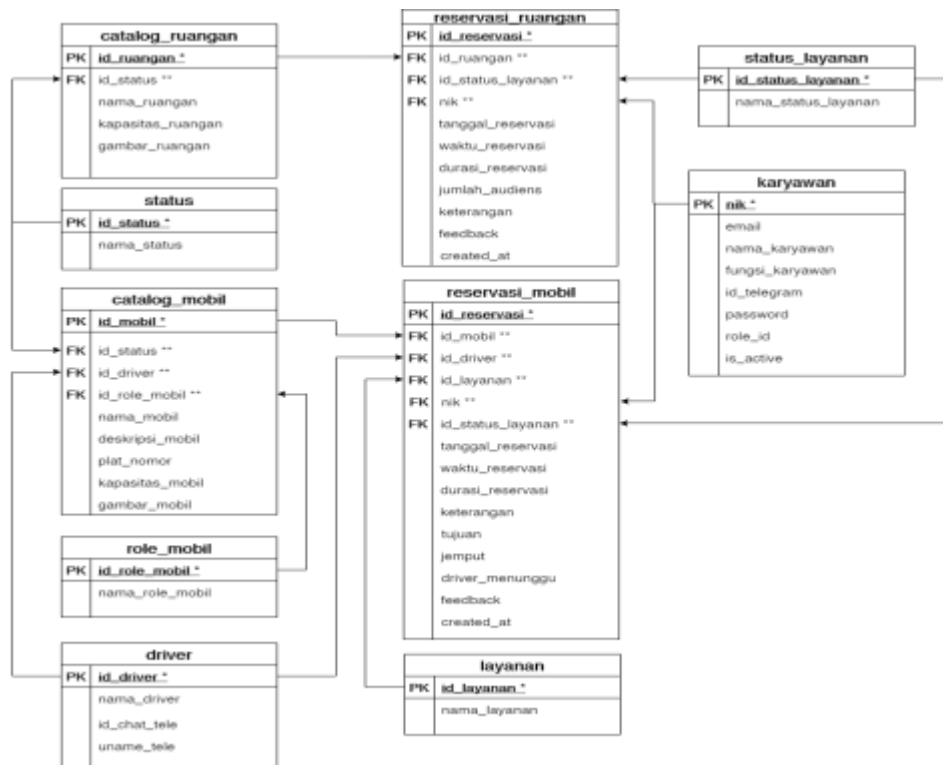 catalog_ruangan
PK id_ruangan *
FK id_status **
nama_ruangan
kapasitas_ruangan
gambar_ruangan
status
PK id_status *
nama_status
catalog_mobil
PK id_mobil *
FK id_status **
FK id_driver **
FK id_role_mobil **
nama_mobil
deskripsi_mobil
plat_nomor
kapasitas_mobil
gambar_mobil
role_mobil
PK id_role_mobil *
nama_role_mobil
driver
PK id_driver *
nama_driver
id_chat_tele
uname_tele
reservasi_ruangan
PK id_reservasi *
FK id_ruangan **
FK id_status_layanan **
FK nik **
tanggal_reservasi
waktu_reservasi
durasi_reservasi
jumlah_audiens
keterangan
feedback
created_at
reservasi_mobil
PK id_reservasi *
FK id_mobil **
FK id_driver **
FK id_layanan **
FK nik **
FK id_status_layanan **
tanggal_reservasi
waktu_reservasi
durasi_reservasi
keterangan
tujuan
jemput
driver_menunggu
feedback
created_at
layanan
PK id_layanan *
nama_layanan
status_layanan
PK id_status_layanan *
nama_status_layanan
karyawan
PK nik *
email
nama_karyawan
fungsi_karyawan
id_telegram
password
role_id
is_active